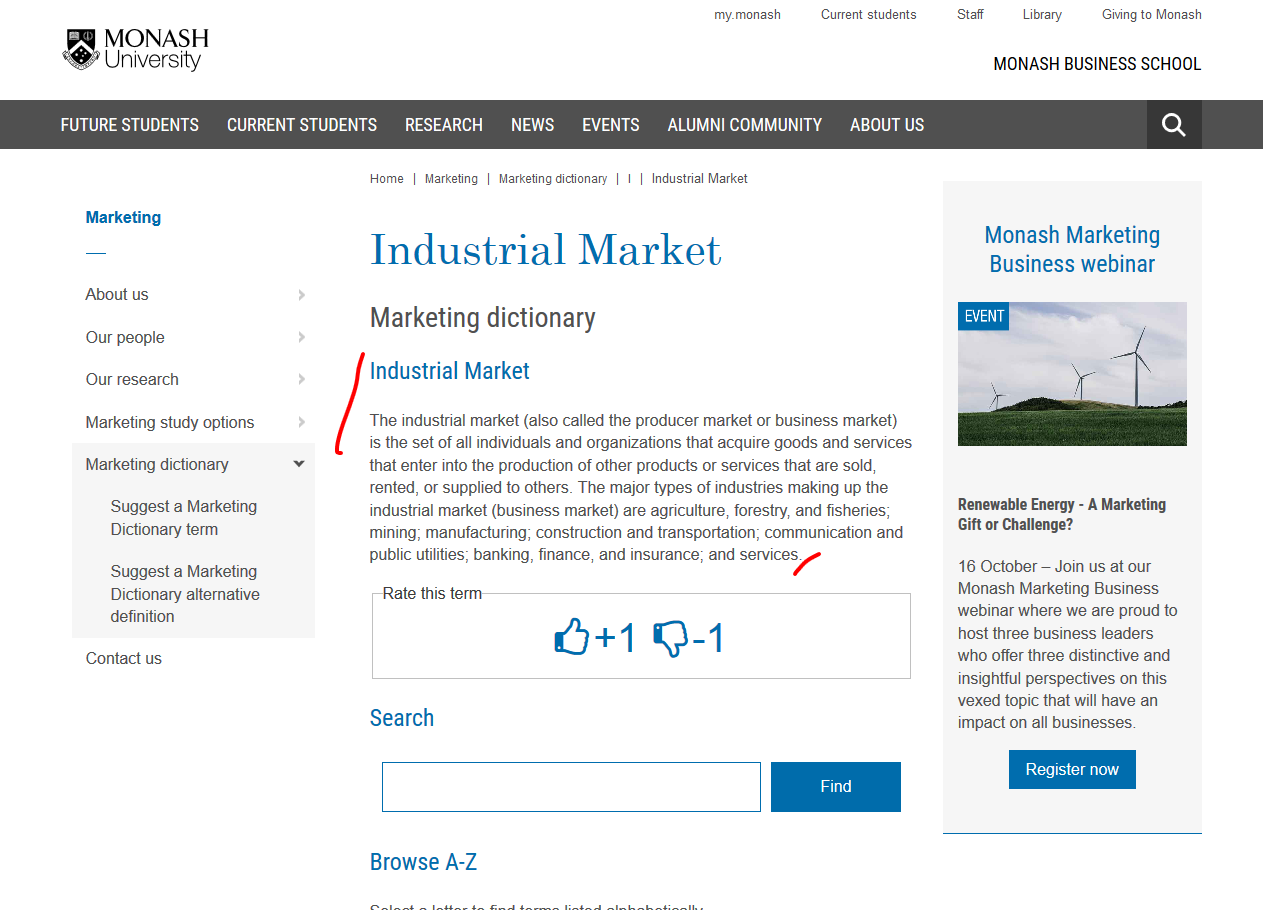 my.monash Current students Staff Library Giving to Monash
MONASH
University
MONASH BUSINESS SCHOOL
FUTURE STUDENTS CURRENT STUDENTS RESEARCH NEWS EVENTS ALUMNI COMMUNITY ABOUT US
Home | Marketing | Marketing dictionary | I | Industrial Market
Marketing
About us
Our people
Our research
Marketing study options
Marketing dictionary
Suggest a Marketing
Dictionary term
Suggest a Marketing
Dictionary alternative
definition
Contact us
Industrial Market
Marketing dictionary
Industrial Market
The industrial market (also called the producer market or business market)
is the set of all individuals and organizations that acquire goods and services
that enter into the production of other products or services that are sold,
rented, or supplied to others. The major types of industries making up the
industrial market (business market) are agriculture, forestry, and fisheries;
mining; manufacturing; construction and transportation; communication and
public utilities; banking, finance, and insurance; and services.
Rate this term
+1 -1
Search
Find
Browse A-Z
Select a letter to find terms listed alphabetically
Monash Marketing
Business webinar
EVENT
Renewable Energy - A Marketing
Gift or Challenge?
16 October – Join us at our
Monash Marketing Business
webinar where we are proud to
host three business leaders
who offer three distinctive and
insightful perspectives on this
vexed topic that will have an
impact on all businesses.
Register now